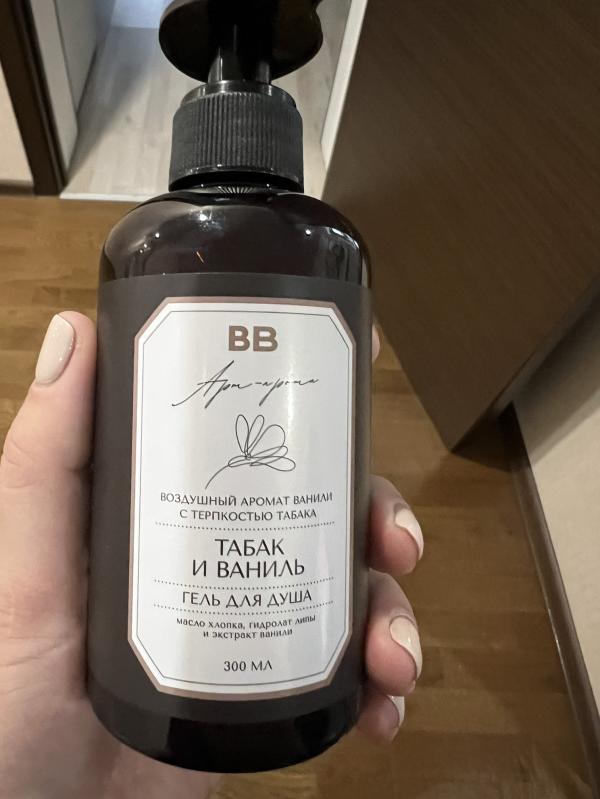 BB
Арт-арома
ВОЗДУШНЫЙ АРОМАТ ВАНИЛИ
С ТЕРПКОСТЬЮ ТАБАКА
ТАБАК
И ВАНИЛЬ
ГЕЛЬ ДЛЯ ДУША
масло хлопка, гидролат липы
и экстракт ванили
300 МЛ